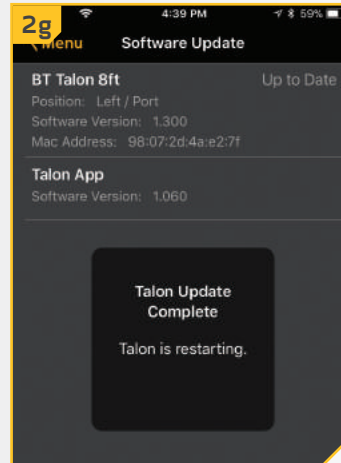 2g
4:39 PM
59%
Menu
Software Update
BT Talon 8ft
Up to Date
Position: Left / Port
Software Version: 1.300
Mac Address: 98:07:2d:4a:e2:7f
Talon App
Software Version: 1.060
Talon Update
Complete
Talon is restarting.